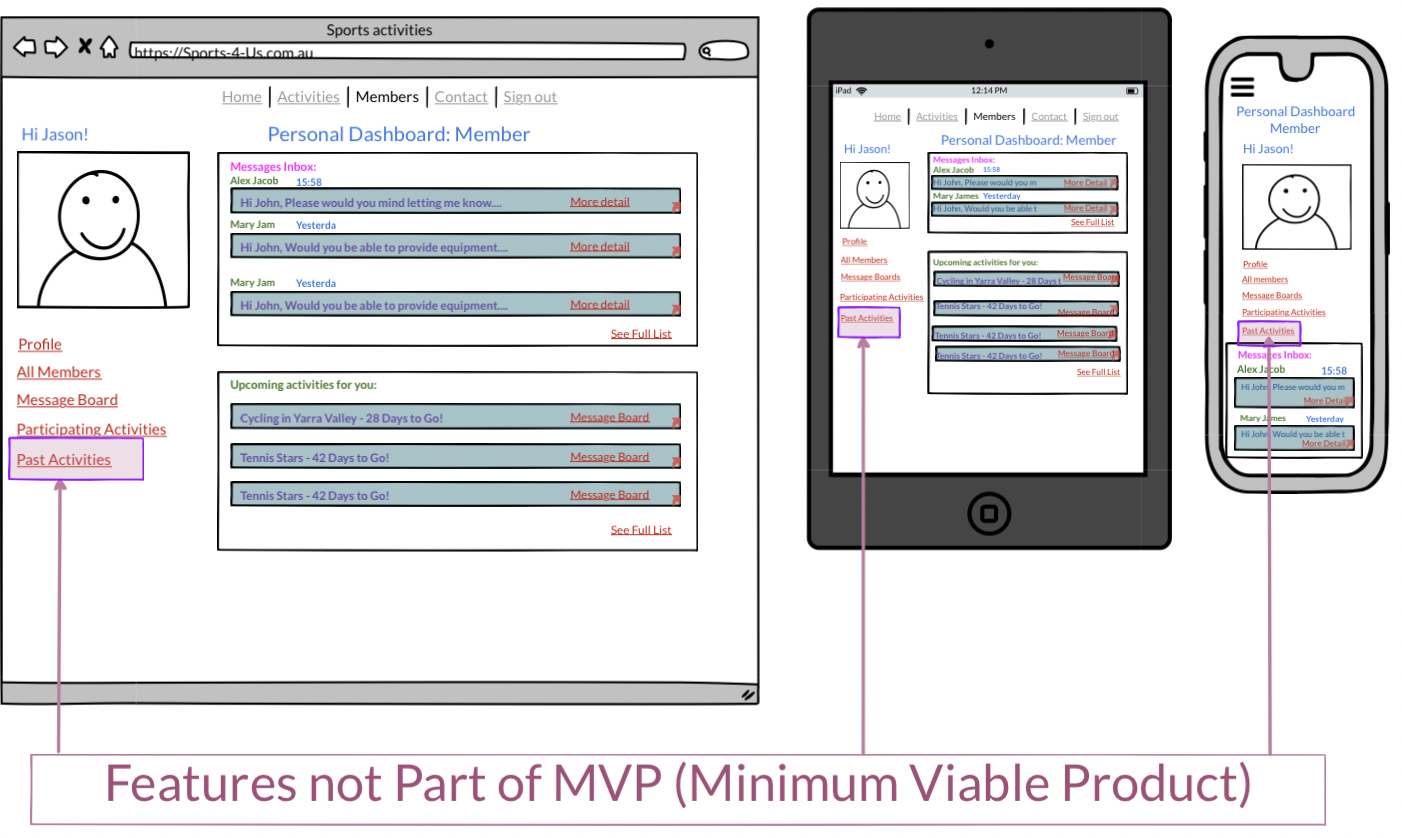 Sports activities
https://Sports-4-Us.com.au
Home | Activities | Members | Contact | Sign out
Hi Jason!
Personal Dashboard: Member
Messages Inbox:
Alex Jacob 15:58
Hi John, Please would you mind letting me know.... More detail
Mary Jam Yesterda
Hi John, Would you be able to provide equipment.... More detail
Mary Jam Yesterda
Hi John, Would you be able to provide equipment.... More detail
See Full List
Profile
All Members
Message Board
Participating Activities
Past Activities
Upcoming activities for you:
Cycling in Yarra Valley - 28 Days to Go! Message Board
Tennis Stars - 42 Days to Go! Message Board
Tennis Stars - 42 Days to Go! Message Board
See Full List
iPad 12:14 PM
Home | Activities | Members | Contact | Sign out
Hi Jason!
Personal Dashboard: Member
Messages Inbox:
Alex Jacob 15:58
Hi John, Please would you m More Detail
Mary James Yesterday
Hi John, Would you be able t More Detail
See Full List
Profile
All Members
Message Boards
Participating Activities
Past Activities
Upcoming activities for you:
Cycling in Yarra Valley - 28 Days t Message Board
Tennis Stars - 42 Days to Go! Message Board
Tennis Stars - 42 Days to Go! Message Board
Tennis Stars - 42 Days to Go! Message Board
See Full List
Personal Dashboard
Member
Hi Jason!
Profile
All members
Message Boards
Participating Activities
Past Activities
Messages Inbox:
Alex Jacob 15:58
Hi John, Please would you m
More Detail
Mary James Yesterday
Hi John, Would you be able t
More Detail
Features not Part of MVP (Minimum Viable Product)